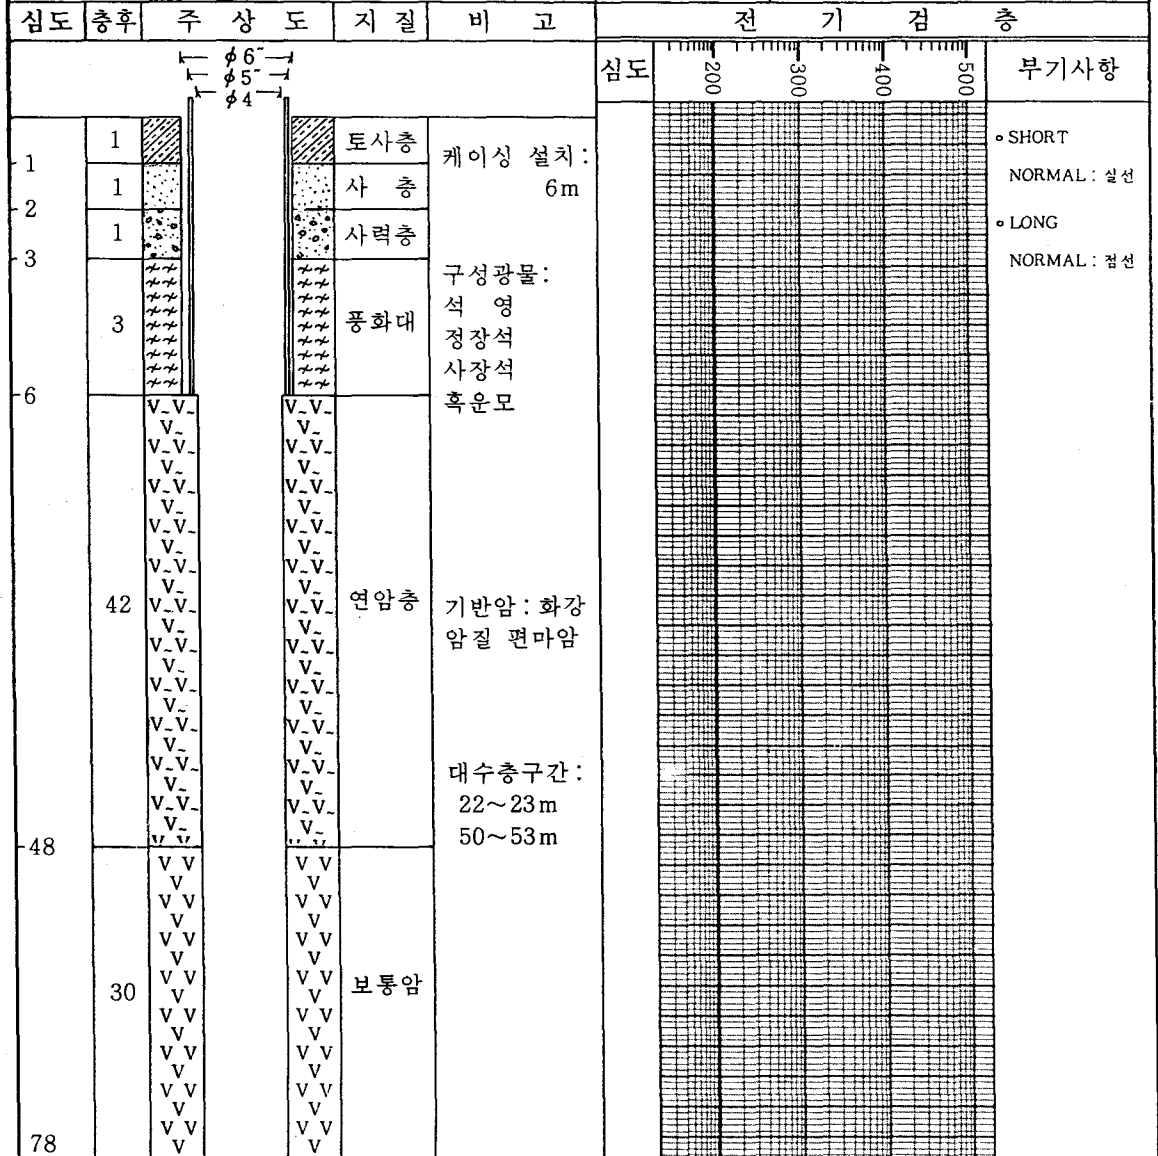 심도 층후 주 상 도 지 질 비 고 전 기 검 층
φ6"
φ5"
φ4
심도 200 300 400 500 부기사항
1 토사층
케이싱 설치:
6m
1
1 사 층
2
1 사력층
3
3 풍화대
구성광물:
석 영
정장석
사장석
흑운모
6
42 연암층
기반암: 화강
암질 편마암
대수층구간:
22~23m
50~53m
48
30 보통암
78
SHORT
NORMAL: 실선
LONG
NORMAL: 점선